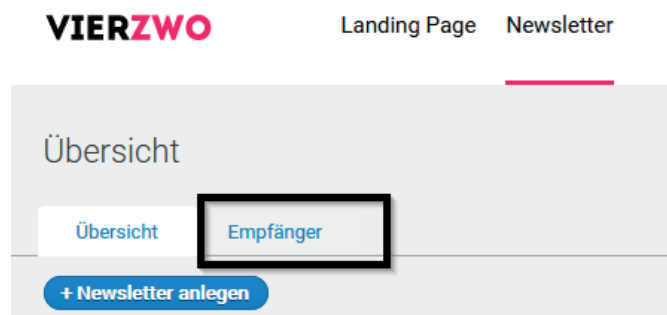 VIERZWO Landing Page Newsletter
Übersicht
Übersicht Empfänger
+ Newsletter anlegen